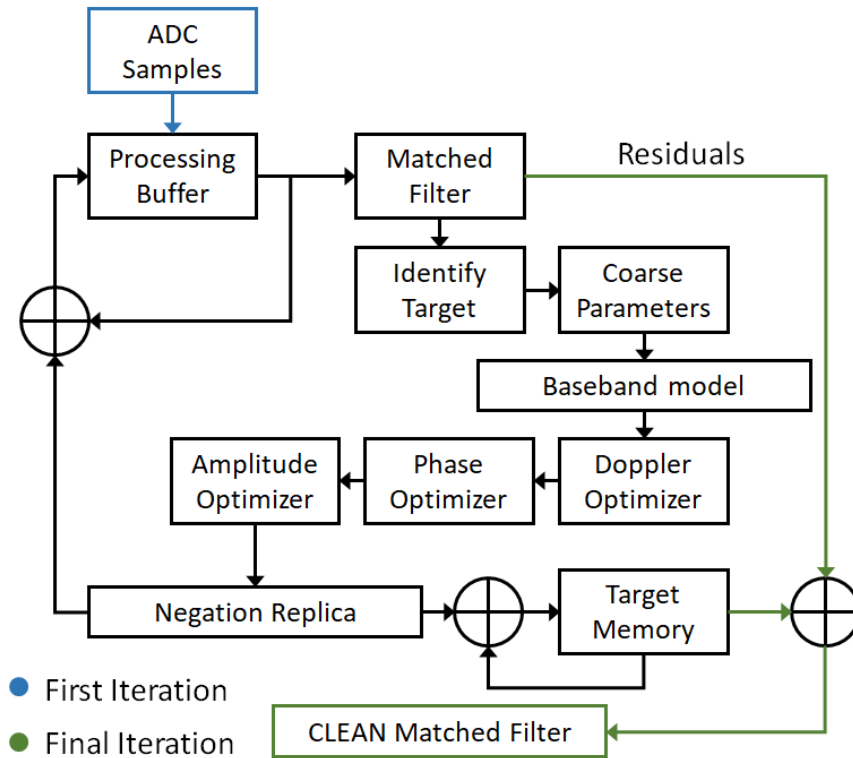 ADC
Samples
Processing
Buffer
Matched
Filter
Residuals
Identify
Target
Coarse
Parameters
Baseband model
Amplitude
Optimizer
Phase
Optimizer
Doppler
Optimizer
Negation Replica
Target
Memory
First Iteration
Final Iteration
CLEAN Matched Filter